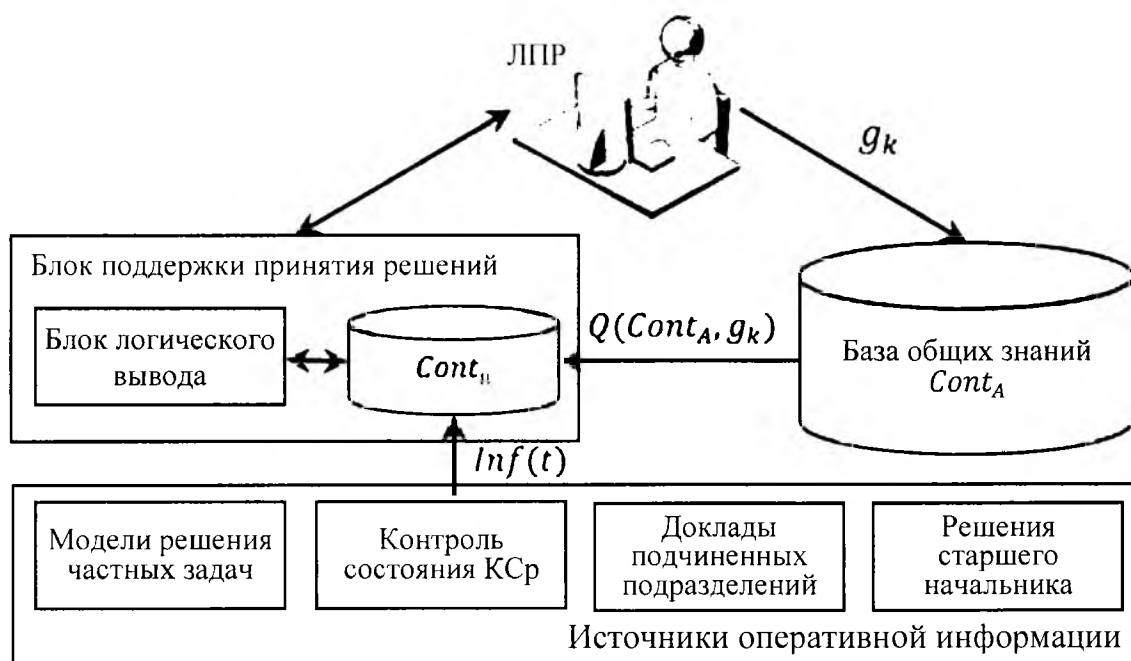 ЛПР
g_k
Блок поддержки принятия решений
Блок логического
вывода
Cont_н
Q(Cont_A, g_k)
База общих знаний
Cont_A
Inf(t)
Модели решения
частных задач
Контроль
состояния КСр
Доклады
подчиненных
подразделений
Решения
старшего
начальника
Источники оперативной информации